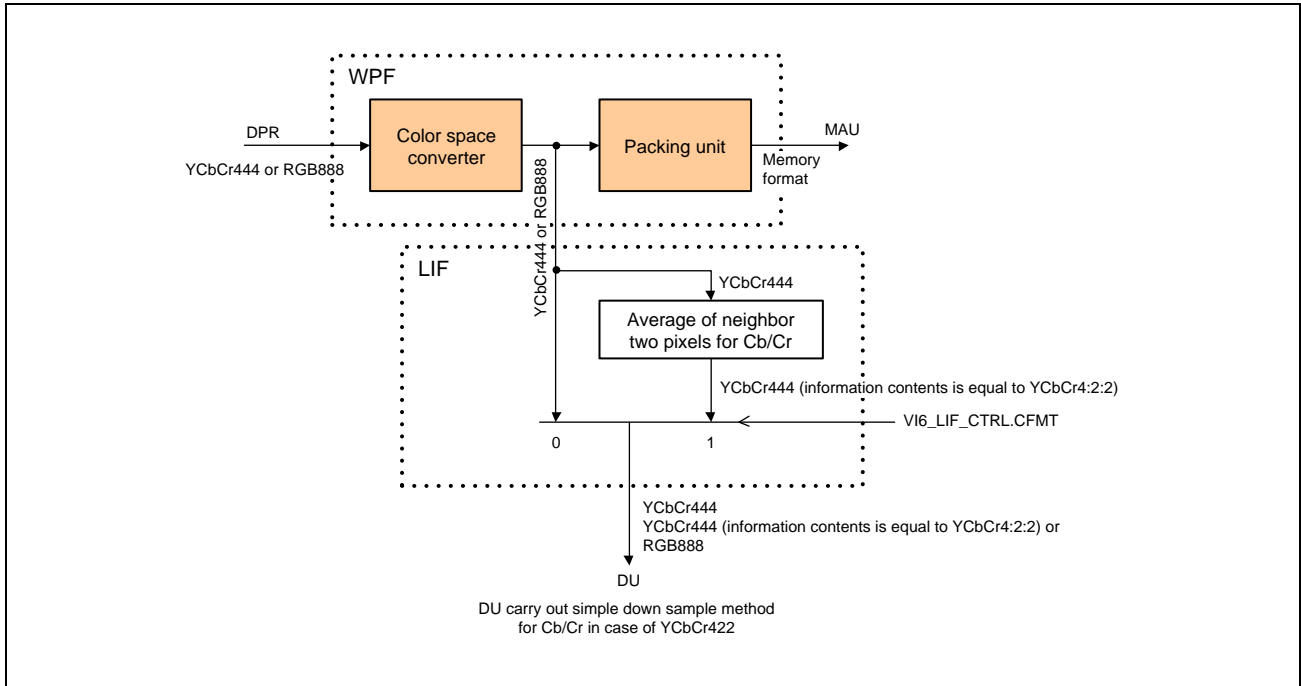 WPF
DPR
YCbCr444 or RGB888
Color space
converter
Packing unit
MAU
Memory
format
YCbCr444 or RGB888
LIF
YCbCr444
Average of neighbor
two pixels for Cb/Cr
YCbCr444 (information contents is equal to YCbCr4:2:2)
VI6_LIF_CTRL.CFMT
0
1
YCbCr444
YCbCr444 (information contents is equal to YCbCr4:2:2) or
RGB888
DU
DU carry out simple down sample method
for Cb/Cr in case of YCbCr422